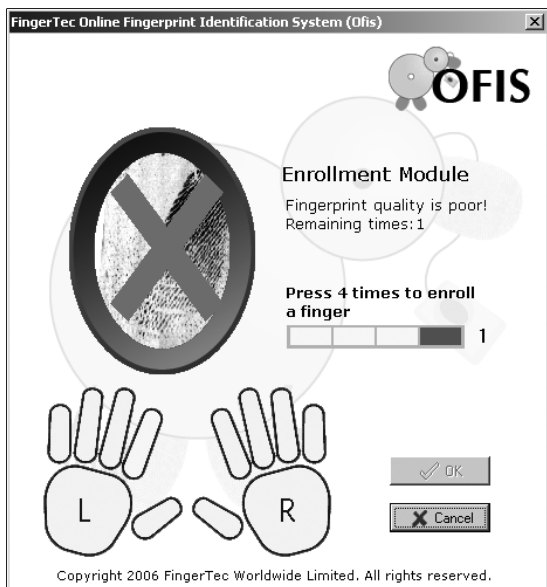 FingerTec Online Fingerprint Identification System (Ofis)
OFIS
Enrollment Module
Fingerprint quality is poor!
Remaining times: 1
Press 4 times to enroll
a finger
1
L
R
OK
Cancel
Copyright 2006 FingerTec Worldwide Limited. All rights reserved.